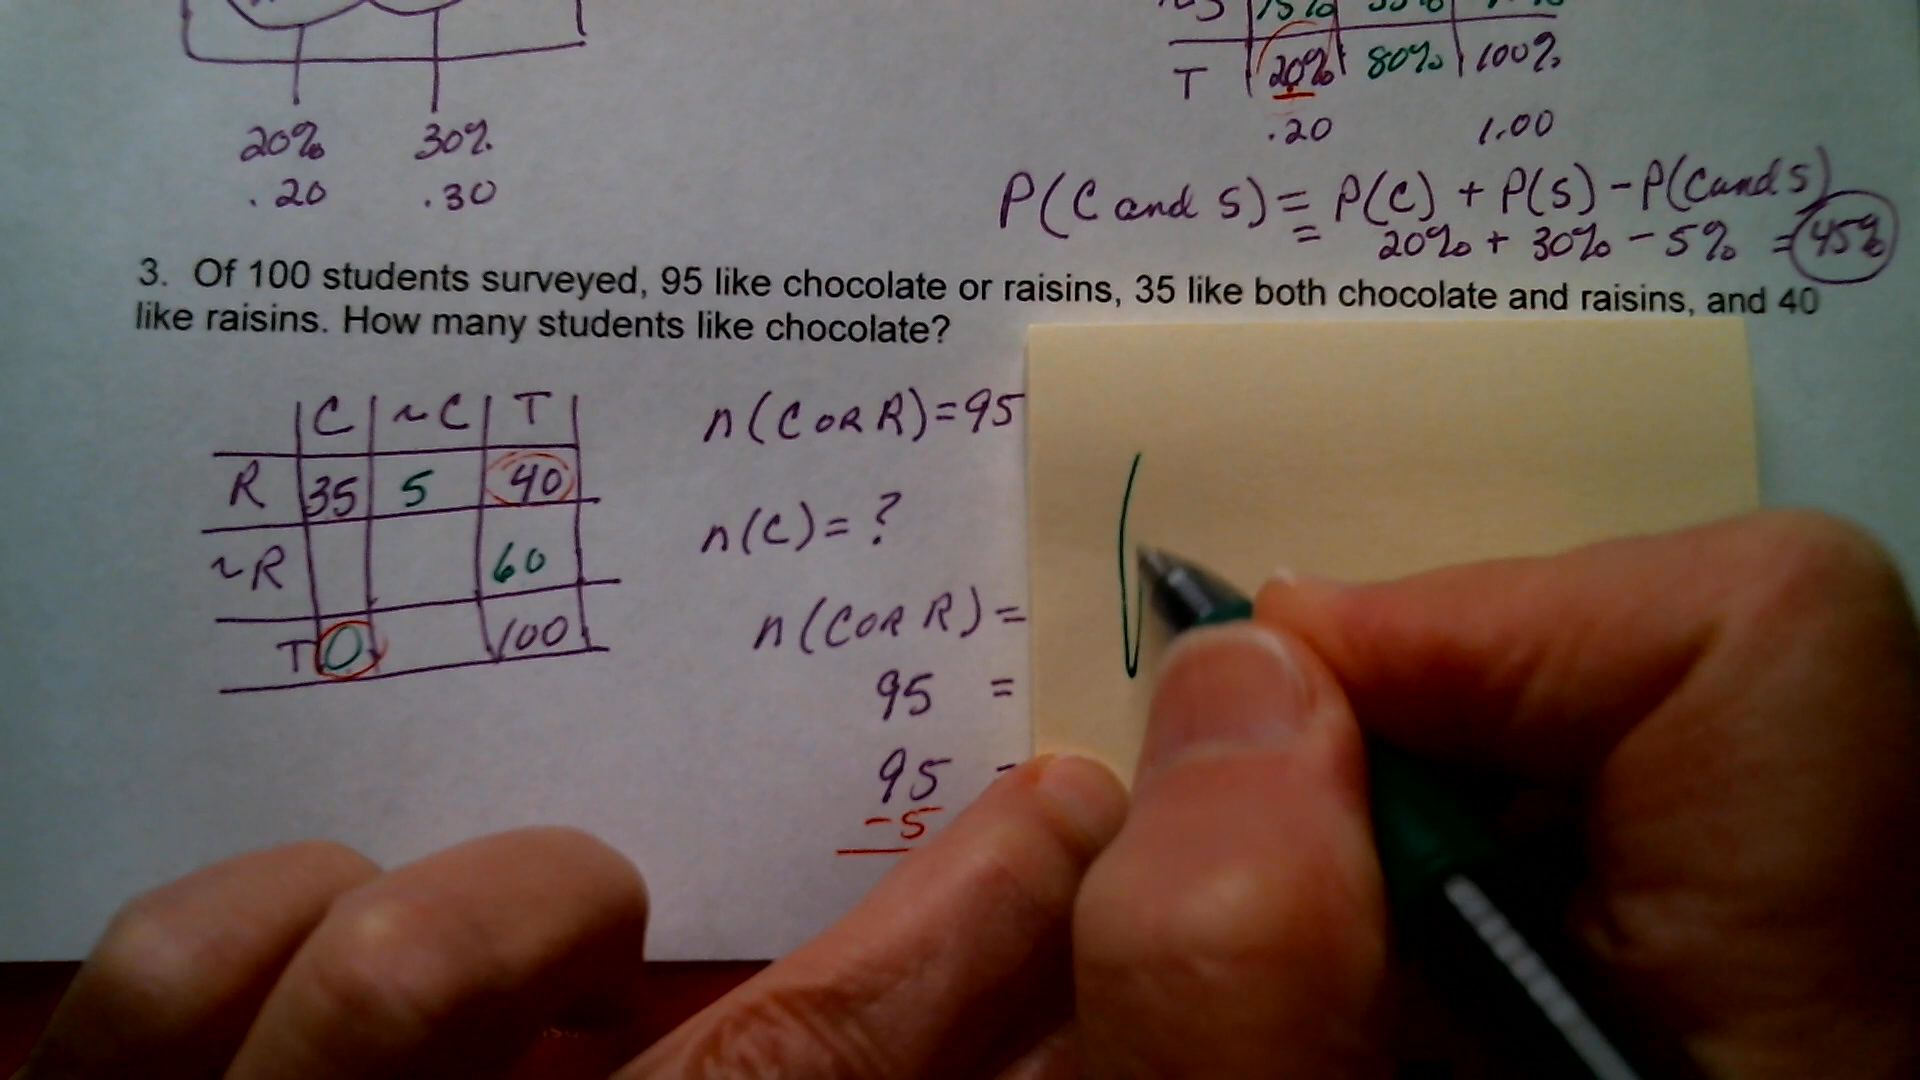 15%
T 20% 80% 100%
.20 1.00
20% 30%
.20 .30
P(C and S) = P(C) + P(S) - P(C and S)
= 20% + 30% - 5% = 45%
3. Of 100 students surveyed, 95 like chocolate or raisins, 35 like both chocolate and raisins, and 40
like raisins. How many students like chocolate?
C ~C T
R 35 5 40
~R 60
T 0 100
n(C OR R)=95
n(C)= ?
n(C OR R)=
95 =
95
-5